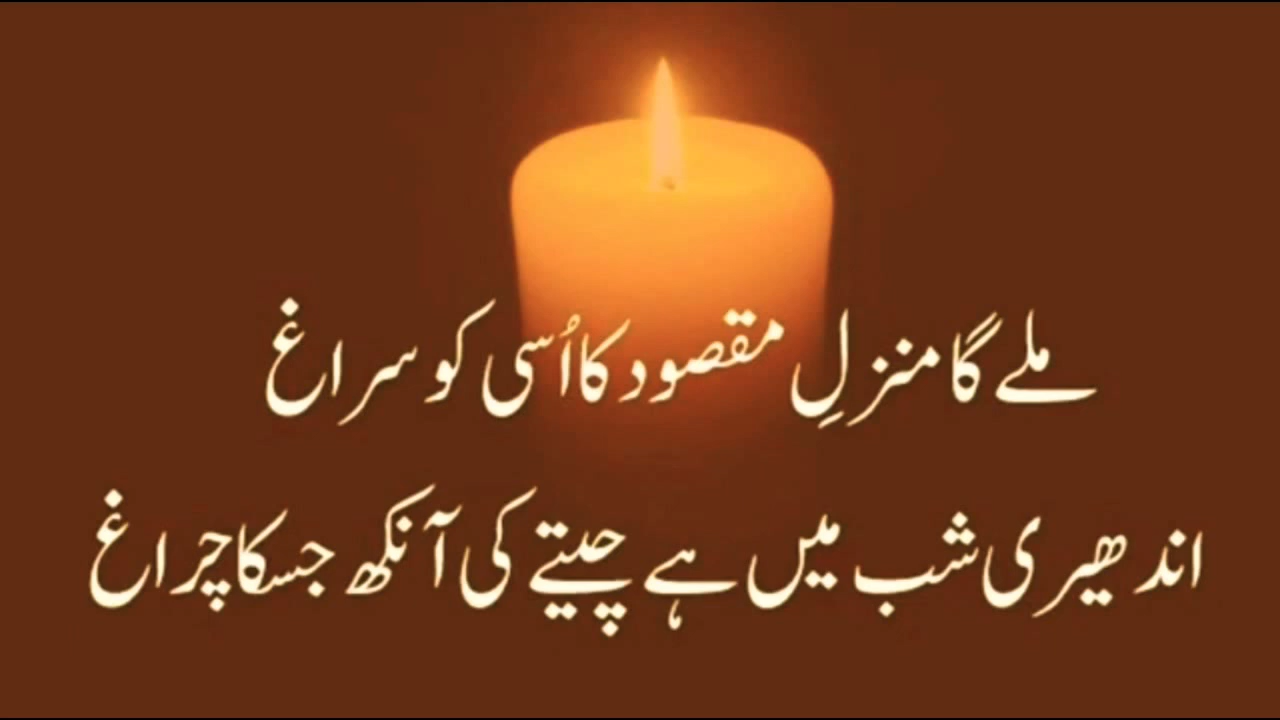 ملے گا منزلِ مقصود کا اُسی کو سراغ
اندھیری شب میں ہے چیتے کی آنکھ جسکا چراغ